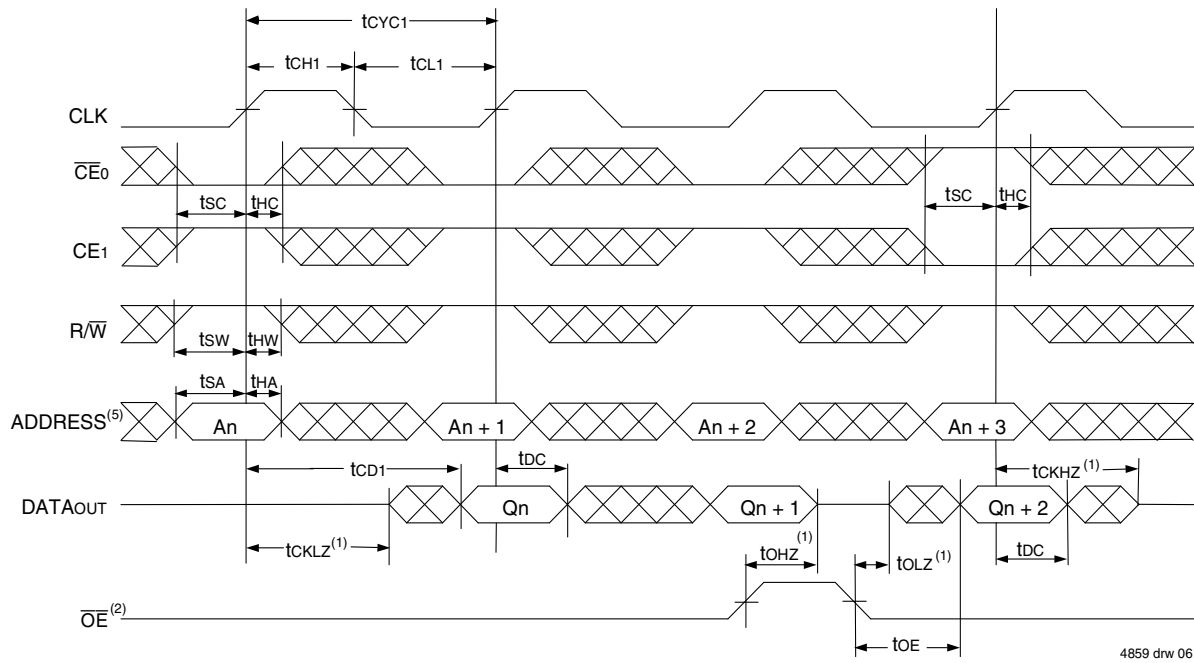 tCYC1
tCH1
tCL1
CLK
CE0
tSC
tHC
tSC
tHC
CE1
R/W
tSW
tHW
tSA
tHA
ADDRESS(5)
An
An + 1
An + 2
An + 3
tCD1
tDC
tCKHZ(1)
DATAOUT
Qn
Qn + 1
Qn + 2
tCKLZ(1)
tOHZ(1)
tOLZ(1)
tDC
OE(2)
tOE
4859 drw 06